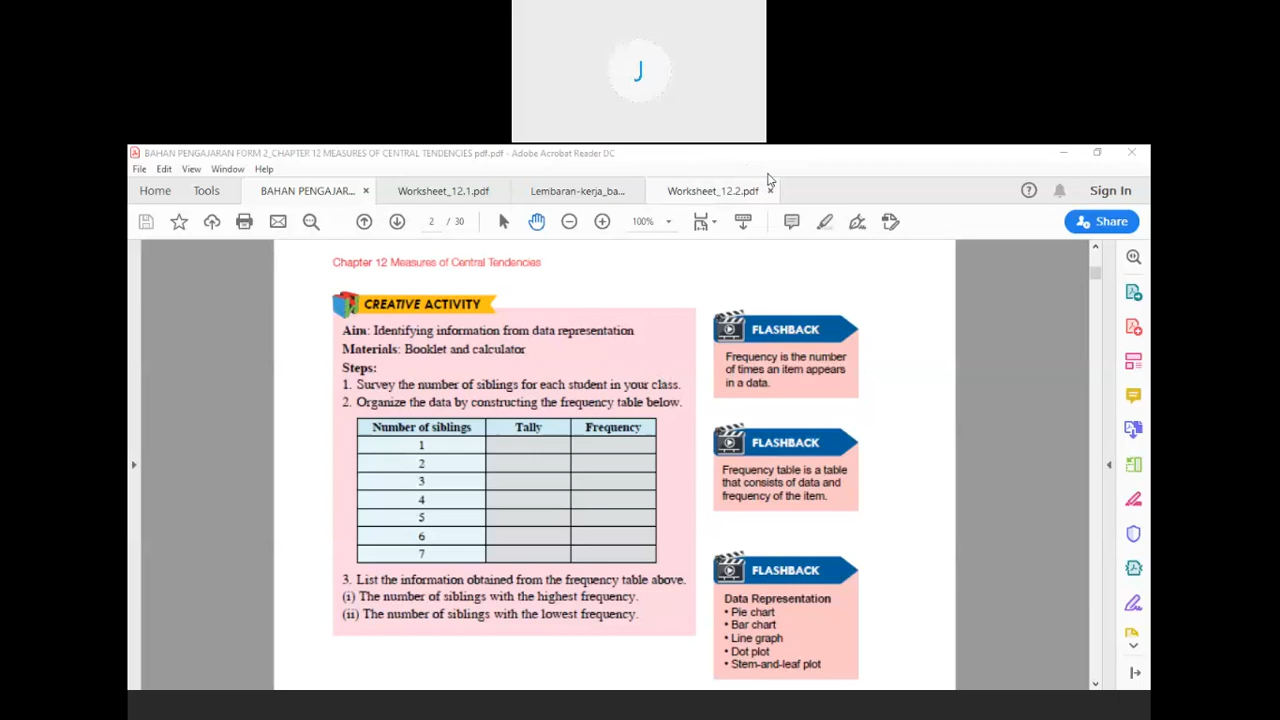 J
BAHAN PENGAJARAN FORM 2_CHAPTER 12 MEASURES OF CENTRAL TENDENCIES pdf.pdf - Adobe Acrobat Reader DC
File Edit View Window Help
Home Tools BAHAN PENGAJAR... × Worksheet_12.1.pdf Lembaran-kerja_ba... Worksheet_12.2.pdf × Sign In
2 / 30 100% Share
Chapter 12 Measures of Central Tendencies
CREATIVE ACTIVITY
Aim: Identifying information from data representation
Materials: Booklet and calculator
Steps:
1. Survey the number of siblings for each student in your class.
2. Organize the data by constructing the frequency table below.
Number of siblings Tally Frequency
1
2
3
4
5
6
7
3. List the information obtained from the frequency table above.
(i) The number of siblings with the highest frequency.
(ii) The number of siblings with the lowest frequency.
FLASHBACK
Frequency is the number
of times an item appears
in a data.
FLASHBACK
Frequency table is a table
that consists of data and
frequency of the item.
FLASHBACK
Data Representation
• Pie chart
• Bar chart
• Line graph
• Dot plot
• Stem-and-leaf plot